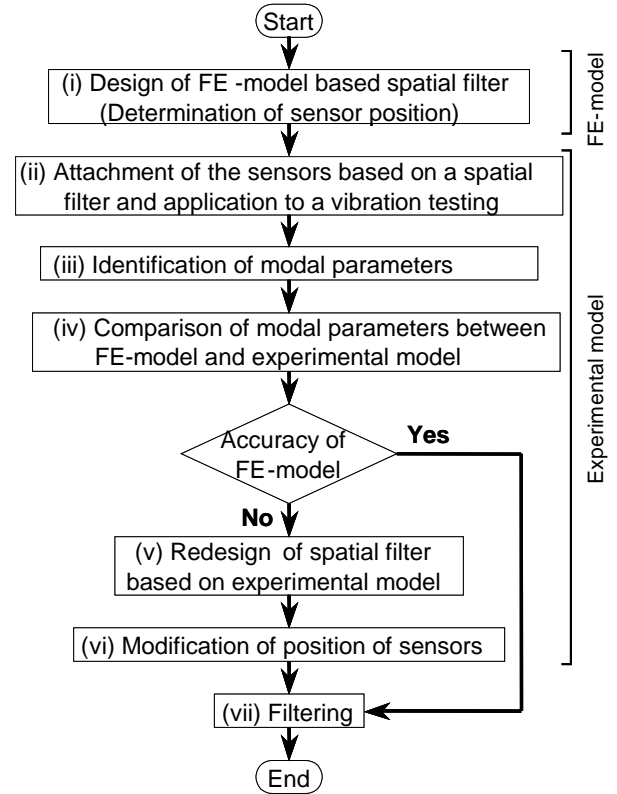 Start
(i) Design of FE -model based spatial filter
(Determination of sensor position)
FE-model
(ii) Attachment of the sensors based on a spatial
filter and application to a vibration testing
(iii) Identification of modal parameters
(iv) Comparison of modal parameters between
FE-model and experimental model
Experimental model
Accuracy of
FE-model
Yes
No
(v) Redesign of spatial filter
based on experimental model
(vi) Modification of position of sensors
(vii) Filtering
End